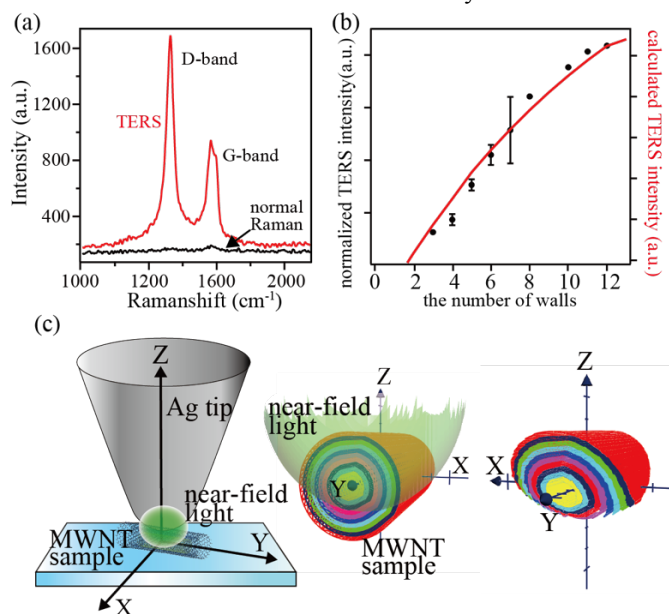 (a)
1600
1200
800
400
Intensity (a.u.)
D-band
TERS
G-band
normal
Raman
1000 1200 1600 2000
Ramanshift (cm-1)
(b)
normalized TERS intensity(a.u.)
calculated TERS
intensity (a.u.)
0 2 4 6 8 10 12
the number of walls
(c)
Z
Ag tip
near-field
light
MWNT
sample
Y
X
near-field
light
Z
X
Y
MWNT
sample
Z
X
Y